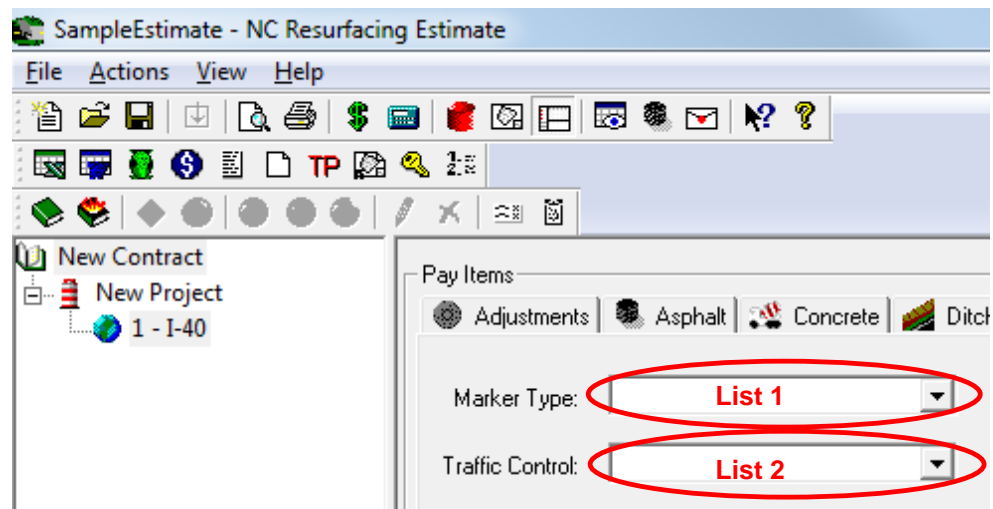 SampleEstimate - NC Resurfacing Estimate
File Actions View Help
TP
New Contract
New Project
1 - I-40
Pay Items
Adjustments Asphalt Concrete Ditch
Marker Type: List 1
Traffic Control: List 2